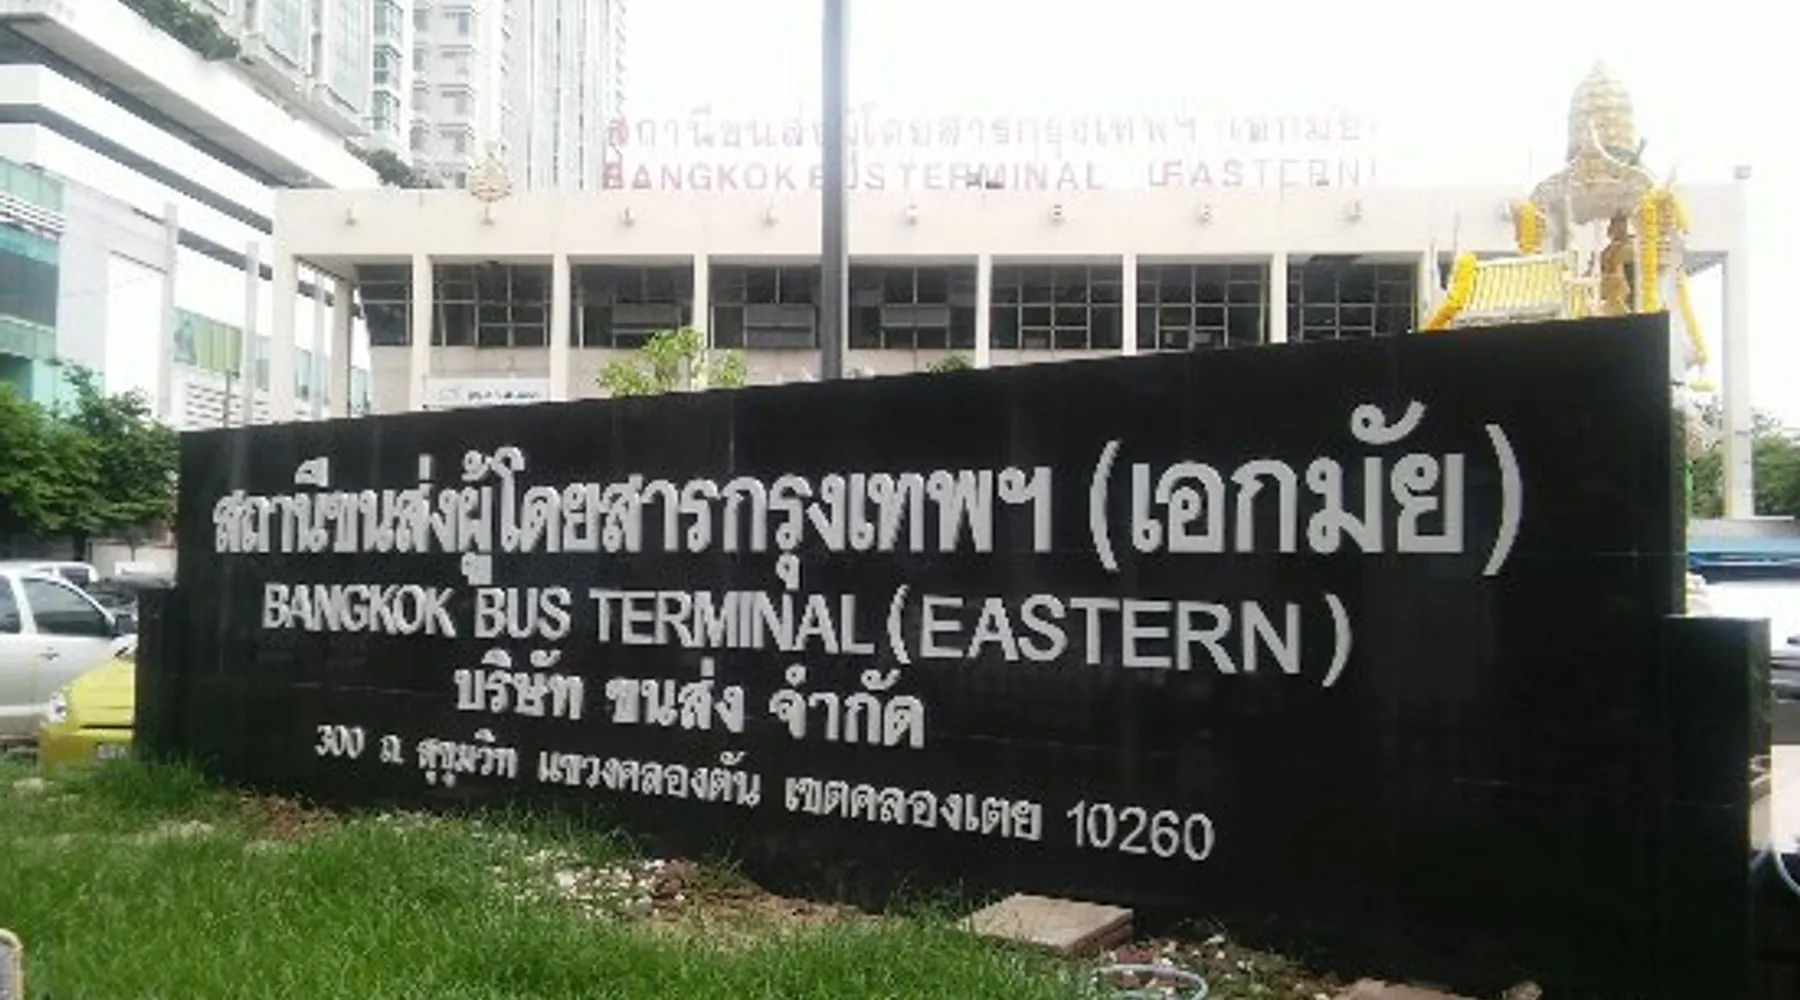 สถานีขนส่งผู้โดยสารกรุงเทพฯ (เอกมัย)
BANGKOK BUS TERMINAL (EASTERN)
สถานีขนส่งผู้โดยสารกรุงเทพฯ (เอกมัย)
BANGKOK BUS TERMINAL (EASTERN)
บริษัท ขนส่ง จำกัด
300 ถ. สุขุมวิท แขวงคลองตัน เขตคลองเตย 10260